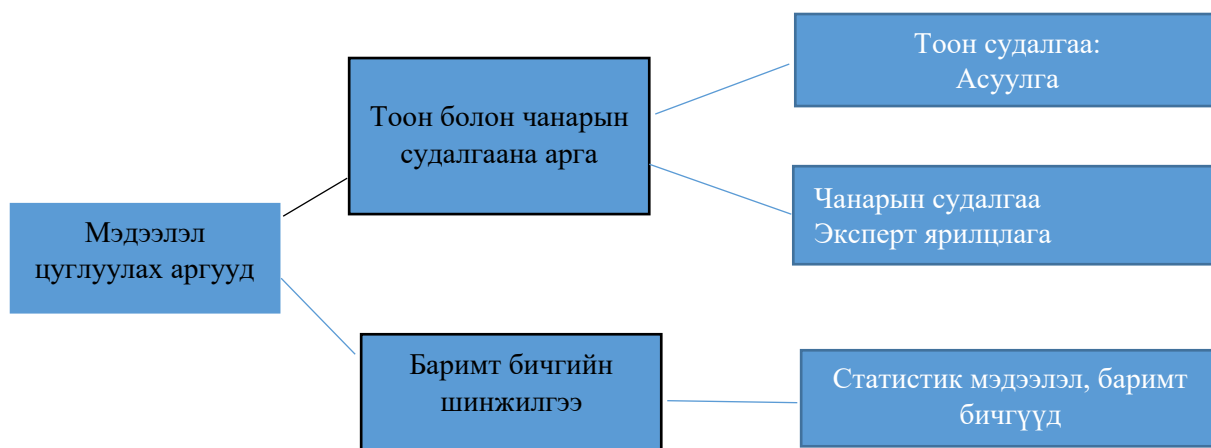 Тоон судалгаа:
Асуулга
Тоон болон чанарын
судалгаана арга
Чанарын судалгаа
Эксперт ярилцлага
Мэдээлэл
цуглуулах аргууд
Баримт бичгийн
шинжилгээ
Статистик мэдээлэл, баримт
бичгүүд